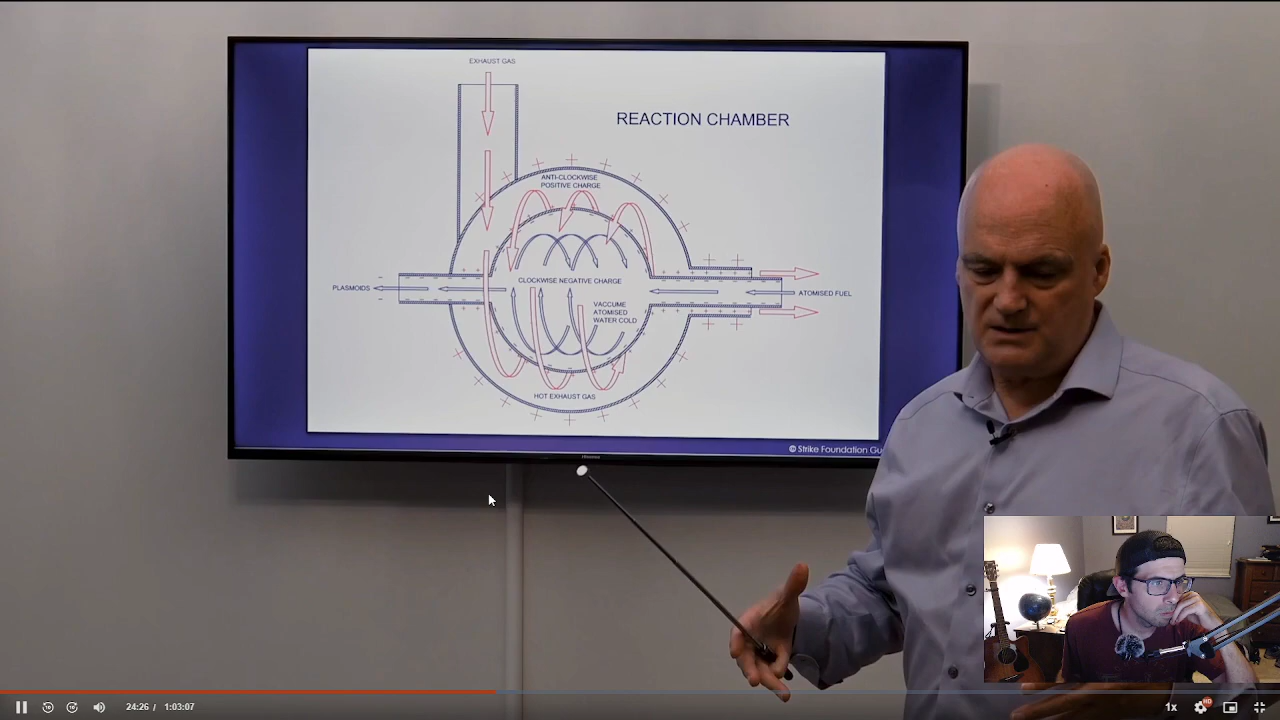 EXHAUST GAS
REACTION CHAMBER
ANTI-CLOCKWISE
POSITIVE CHARGE
CLOCKWISE NEGATIVE CHARGE
PLASMOIDS
ATOMISED FUEL
VACCUME
ATOMISED
WATER COLD
HOT EXHAUST GAS
© Strike Foundation Gu
24:26 / 1:03:07
1x
HD